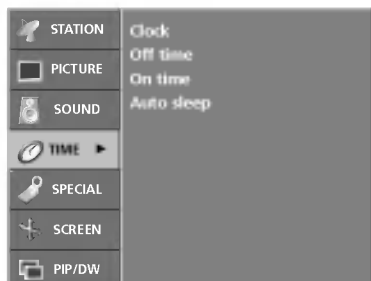 STATION
PICTURE
SOUND
TIME
SPECIAL
SCREEN
PIP/DW
Clock
Off time
On time
Auto sleep